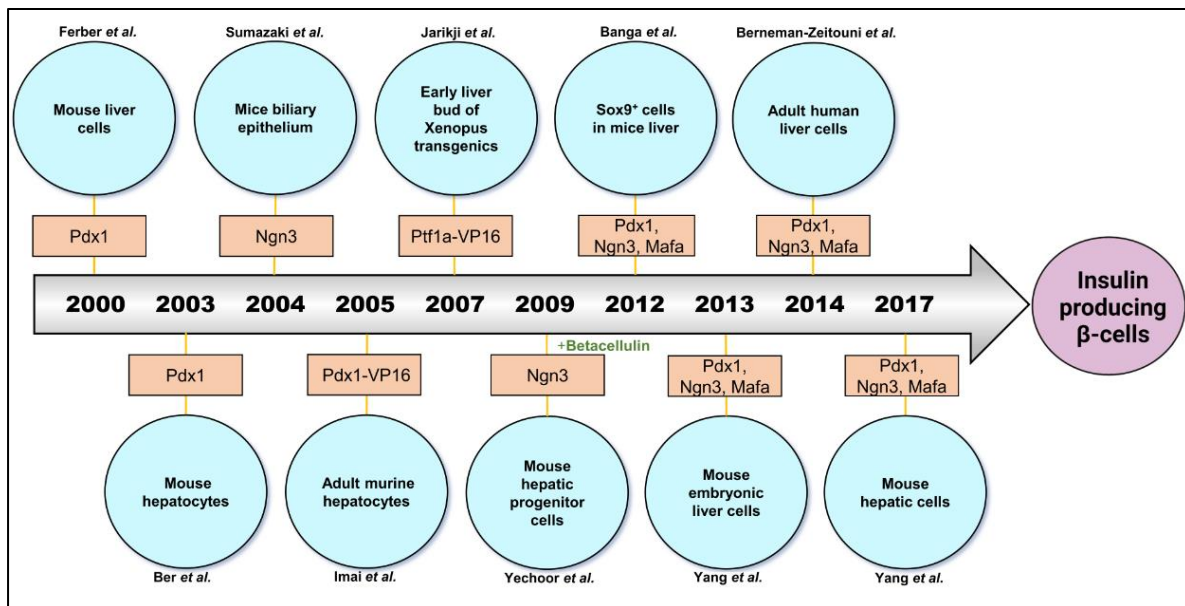 Ferber et al.
Sumazaki et al.
Jarikji et al.
Banga et al.
Berneman-Zeitouni et al.
Mouse liver
cells
Mice biliary
epithelium
Early liver
bud of
Xenopus
transgenics
Sox9⁺ cells
in mice liver
Adult human
liver cells
Pdx1
Ngn3
Ptf1a-VP16
Pdx1,
Ngn3, Mafa
Pdx1,
Ngn3, Mafa
2000 2003 2004 2005 2007 2009 2012 2013 2014 2017
Insulin
producing
β-cells
+Betacellulin
Pdx1
Pdx1-VP16
Ngn3
Pdx1,
Ngn3, Mafa
Pdx1,
Ngn3, Mafa
Mouse
hepatocytes
Adult murine
hepatocytes
Mouse
hepatic
progenitor
cells
Mouse
embryonic
liver cells
Mouse
hepatic cells
Ber et al.
Imai et al.
Yechoor et al.
Yang et al.
Yang et al.